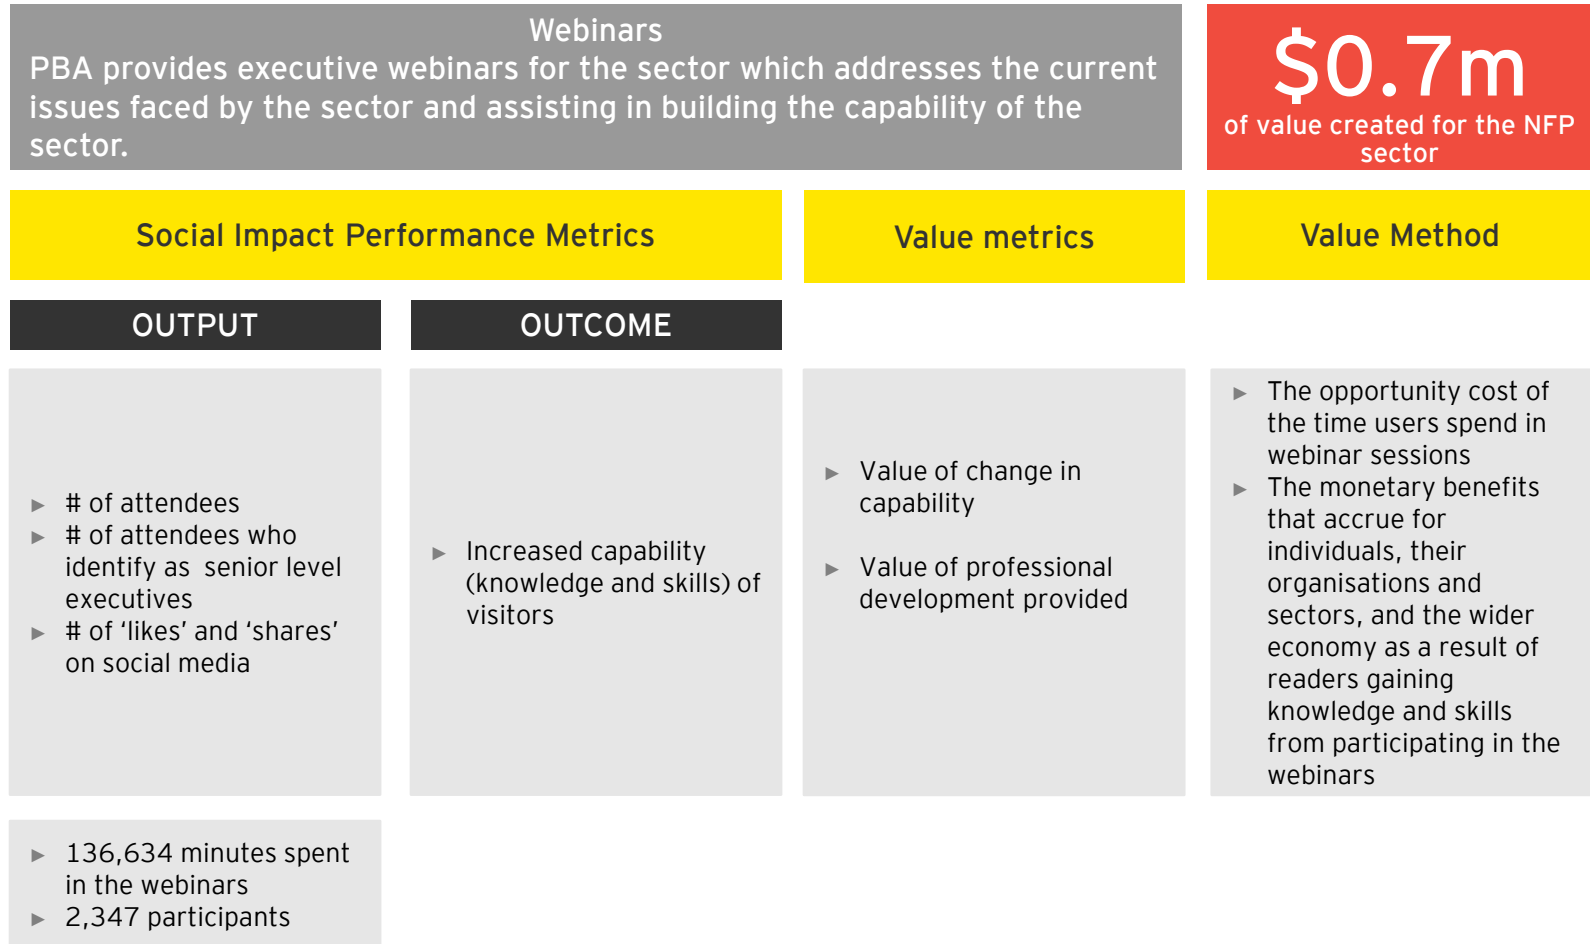 Webinars
PBA provides executive webinars for the sector which addresses the current
issues faced by the sector and assisting in building the capability of the
sector.
$0.7m
of value created for the NFP
sector
Social Impact Performance Metrics
Value metrics
Value Method
OUTPUT
OUTCOME
► # of attendees
► # of attendees who
identify as senior level
executives
► # of ‘likes’ and ‘shares’
on social media
► Increased capability
(knowledge and skills) of
visitors
► Value of change in
capability
► Value of professional
development provided
► The opportunity cost of
the time users spend in
webinar sessions
► The monetary benefits
that accrue for
individuals, their
organisations and
sectors, and the wider
economy as a result of
readers gaining
knowledge and skills
from participating in the
webinars
► 136,634 minutes spent
in the webinars
► 2,347 participants